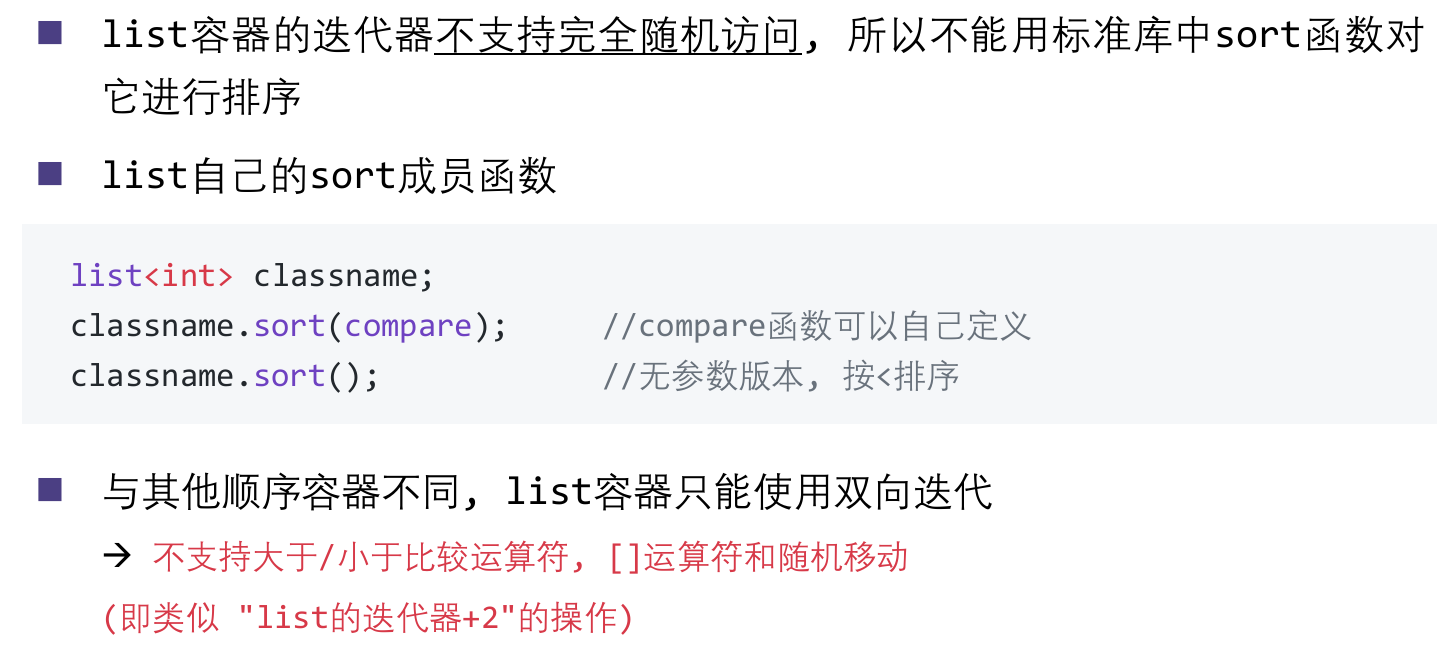 list容器的迭代器不支持完全随机访问, 所以不能用标准库中sort函数对
它进行排序
list自己的sort成员函数
list<int> classname;
classname.sort(compare); //compare函数可以自己定义
classname.sort(); //无参数版本, 按<排序
与其他顺序容器不同, list容器只能使用双向迭代
→ 不支持大于/小于比较运算符, []运算符和随机移动
(即类似 "list的迭代器+2"的操作)